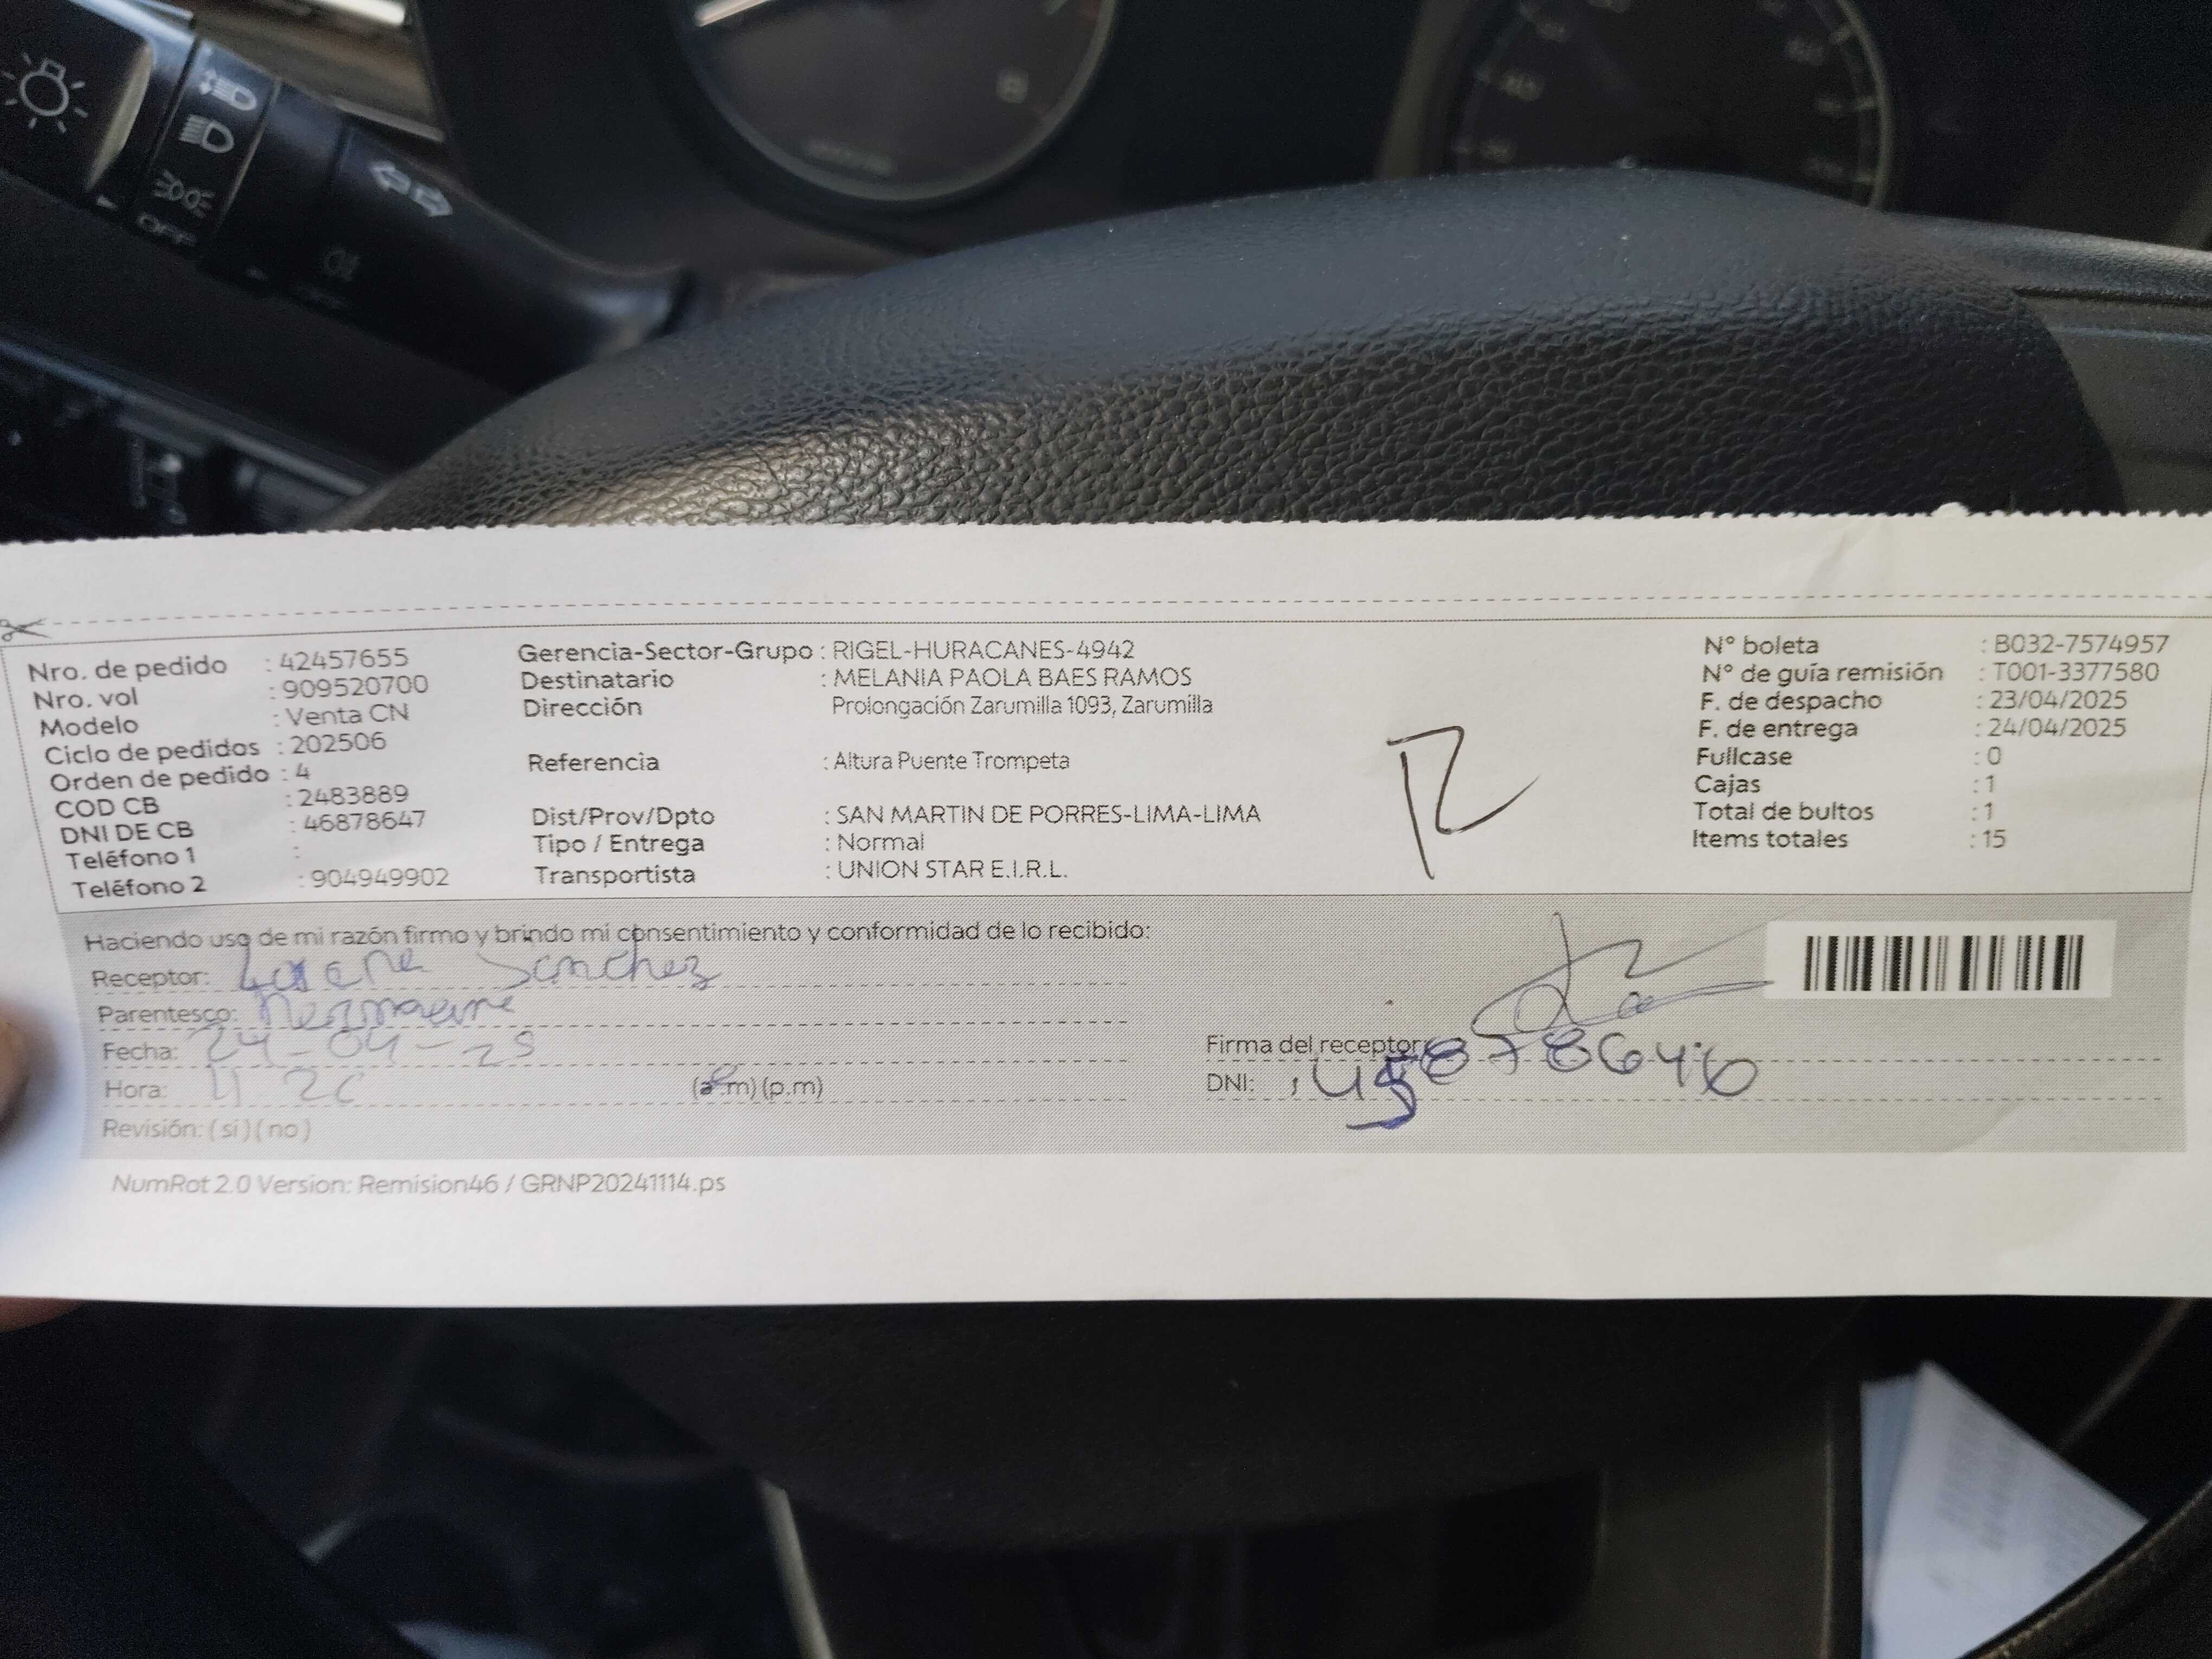 OFF
Nro. de pedido : 42457655
Nro. vol : 909520700
Modelo : Venta CN
Ciclo de pedidos : 202506
Orden de pedido : 4
COD CB : 2483889
DNI DE CB : 46878647
Teléfono 1 :
Teléfono 2 : 904949902
Gerencia-Sector-Grupo : RIGEL-HURACANES-4942
Destinatario : MELANIA PAOLA BAES RAMOS
Dirección Prolongación Zarumilla 1093, Zarumilla
Referencia : Altura Puente Trompeta
Dist/Prov/Dpto : SAN MARTIN DE PORRES-LIMA-LIMA
Tipo / Entrega : Normal
Transportista : UNION STAR E.I.R.L.
N° boleta : B032-7574957
N° de guía remisión : T001-3377580
F. de despacho : 23/04/2025
F. de entrega : 24/04/2025
Fullcase : 0
Cajas : 1
Total de bultos : 1
Items totales : 15
Haciendo uso de mi razón firmo y brindo mi consentimiento y conformidad de lo recibido:
Receptor: Sanchez
Parentesco:
Fecha: 24-04-25
Hora: (a.m) (p.m)
Revisión: (si) (no)
Firma del receptor:
DNI:
NumRot 2.0 Version: Remision46 / GRNP20241114.ps